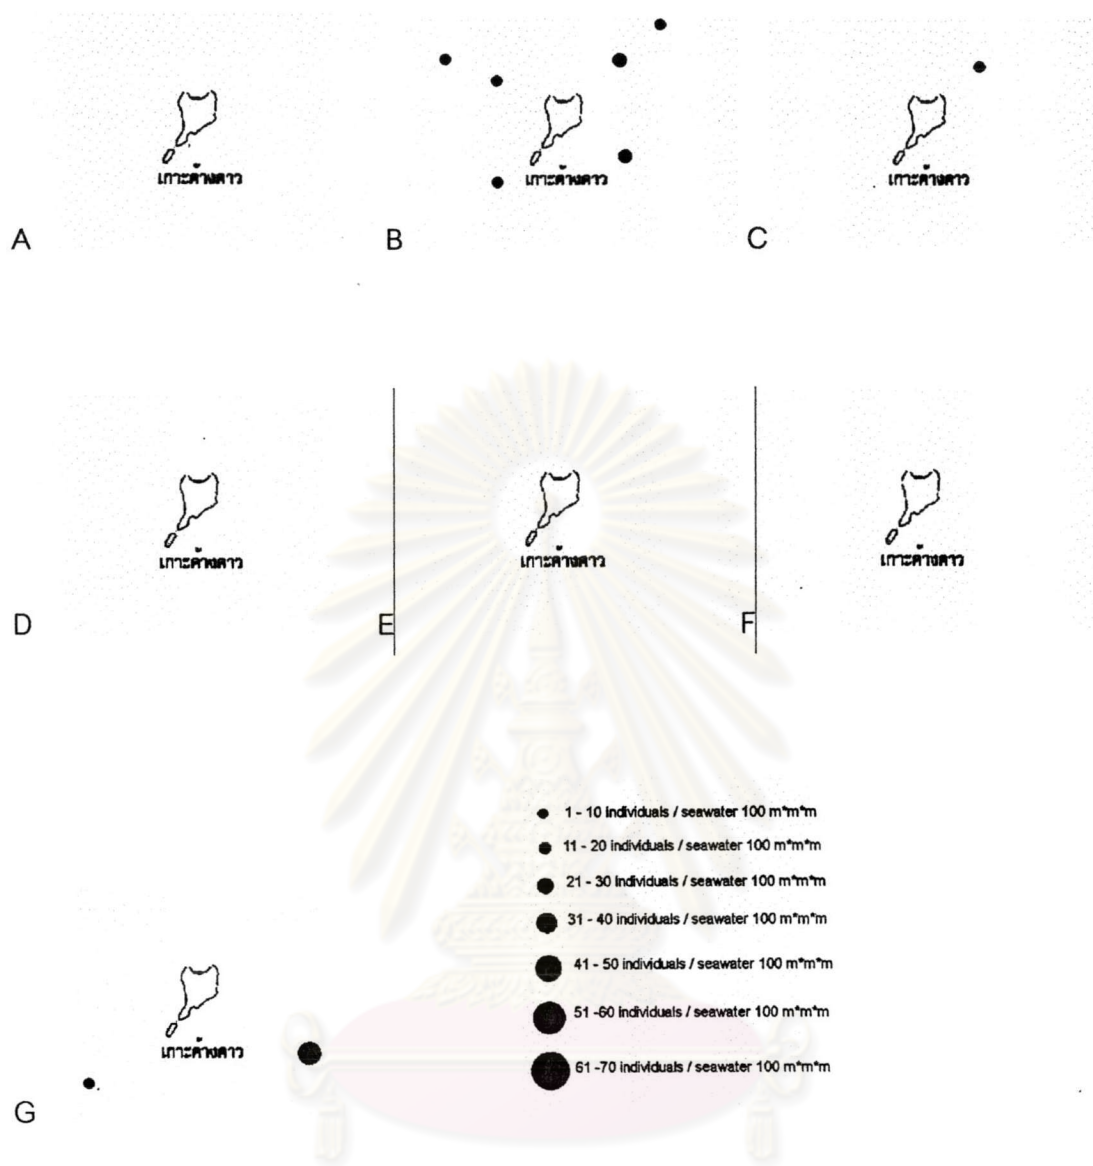 เกาะค้างคาว
เกาะค้างคาว
เกาะค้างคาว
A
B
C
เกาะค้างคาว
เกาะค้างคาว
เกาะค้างคาว
D
E
F
1 - 10 individuals / seawater 100 m*m*m
11 - 20 individuals / seawater 100 m*m*m
21 - 30 individuals / seawater 100 m*m*m
31 - 40 individuals / seawater 100 m*m*m
41 - 50 individuals / seawater 100 m*m*m
51 -60 individuals / seawater 100 m*m*m
61 -70 individuals / seawater 100 m*m*m
เกาะค้างคาว
G